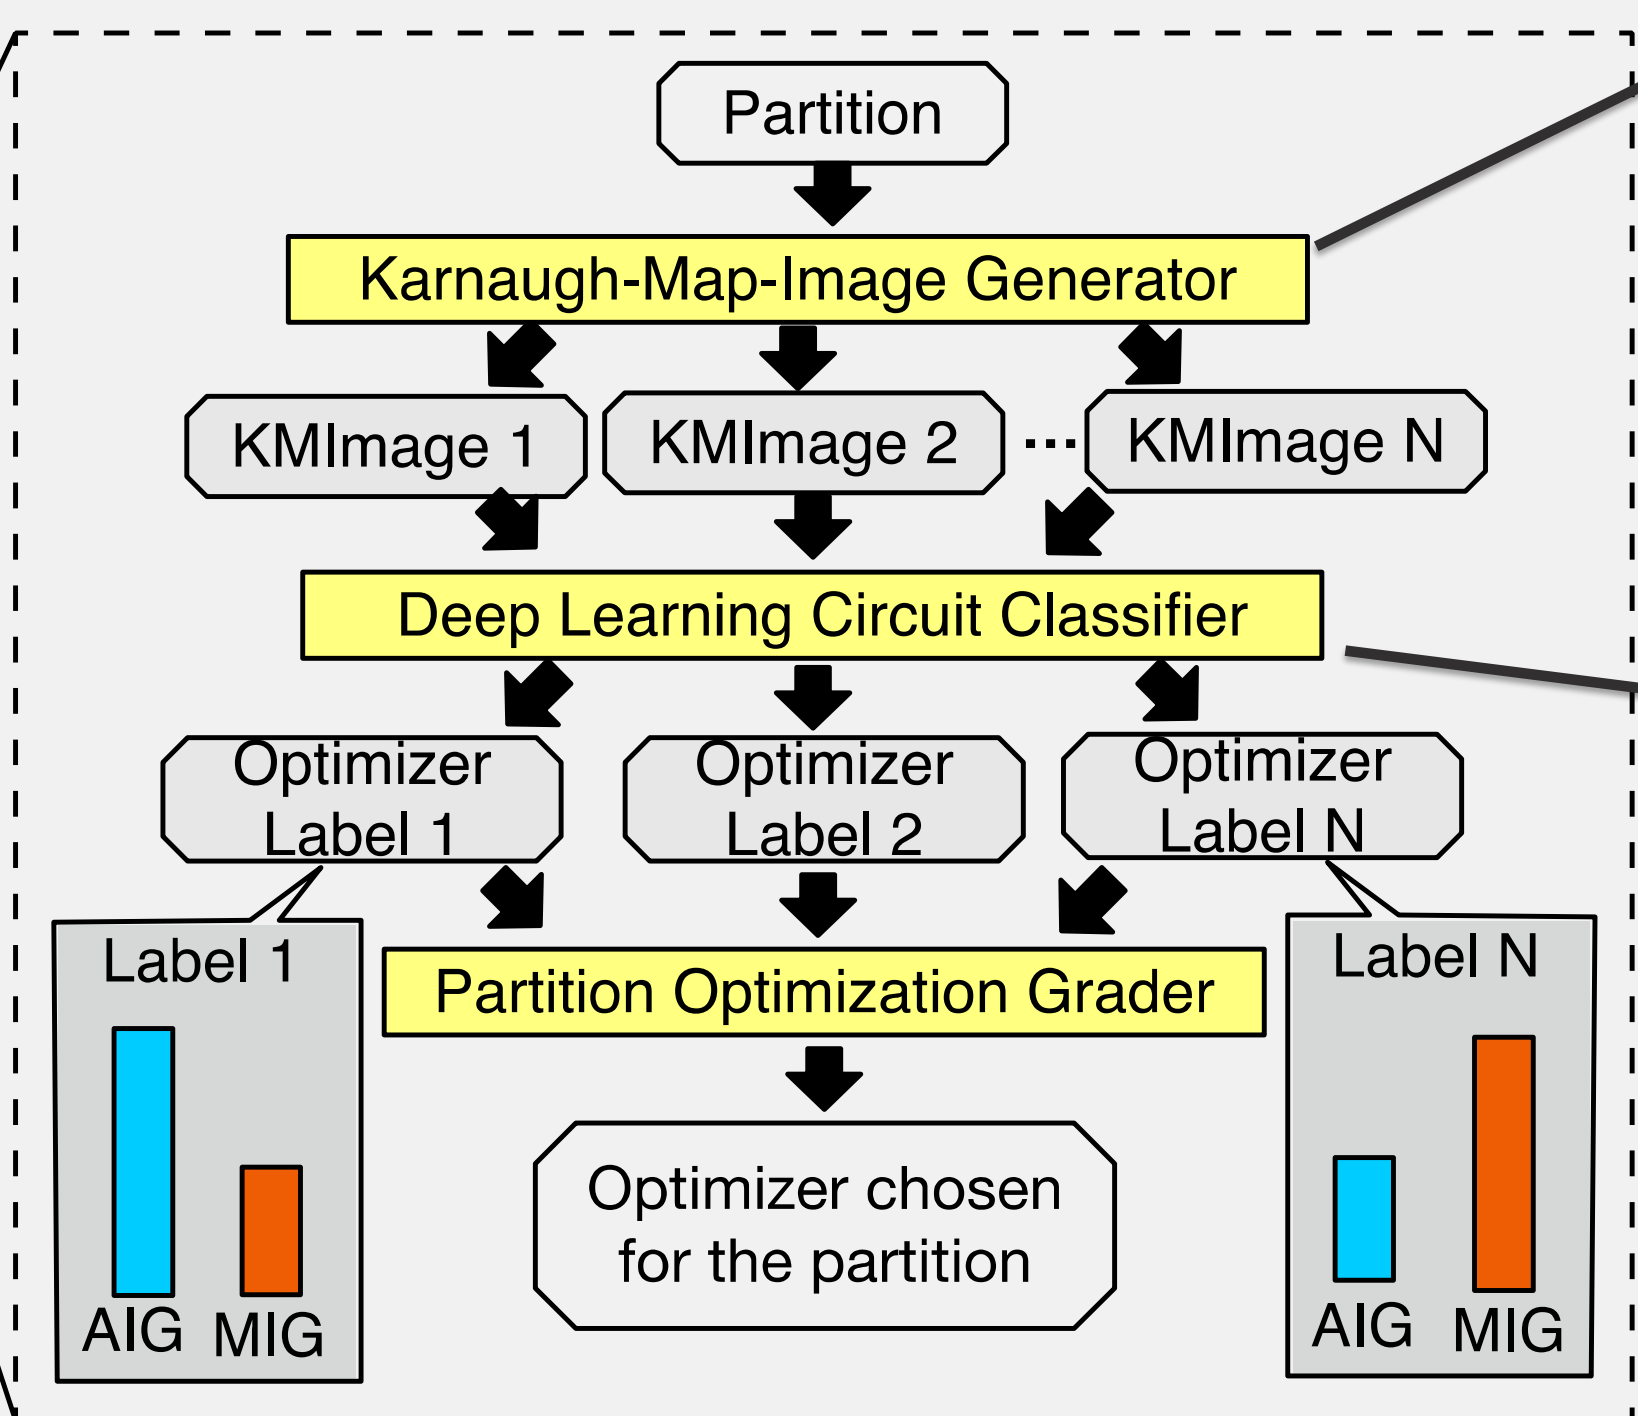 Partition
Karnaugh-Map-Image Generator
KMImage 1
KMImage 2
...
KMImage N
Deep Learning Circuit Classifier
Optimizer
Label 1
Optimizer
Label 2
Optimizer
Label N
Label 1
AIG MIG
Partition Optimization Grader
Label N
AIG MIG
Optimizer chosen
for the partition